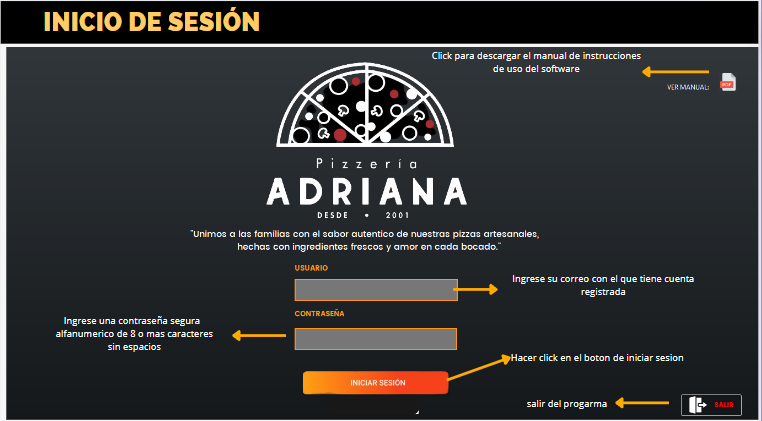 INICIO DE SESIÓN
Click para descargar el manual de instrucciones
de uso del software
VER MANUAL:
PDF
Pizzería
ADRIANA
DESDE • 2001
"Unimos a las familias con el sabor autentico de nuestras pizzas artesanales,
hechas con ingredientes frescos y amor en cada bocado."
USUARIO
Ingrese su correo con el que tiene cuenta
registrada
CONTRASEÑA
Ingrese una contraseña segura
alfanumerico de 8 o mas caracteres
sin espacios
Hacer click en el boton de iniciar sesion
INICIAR SESIÓN
salir del progarma
SALIR